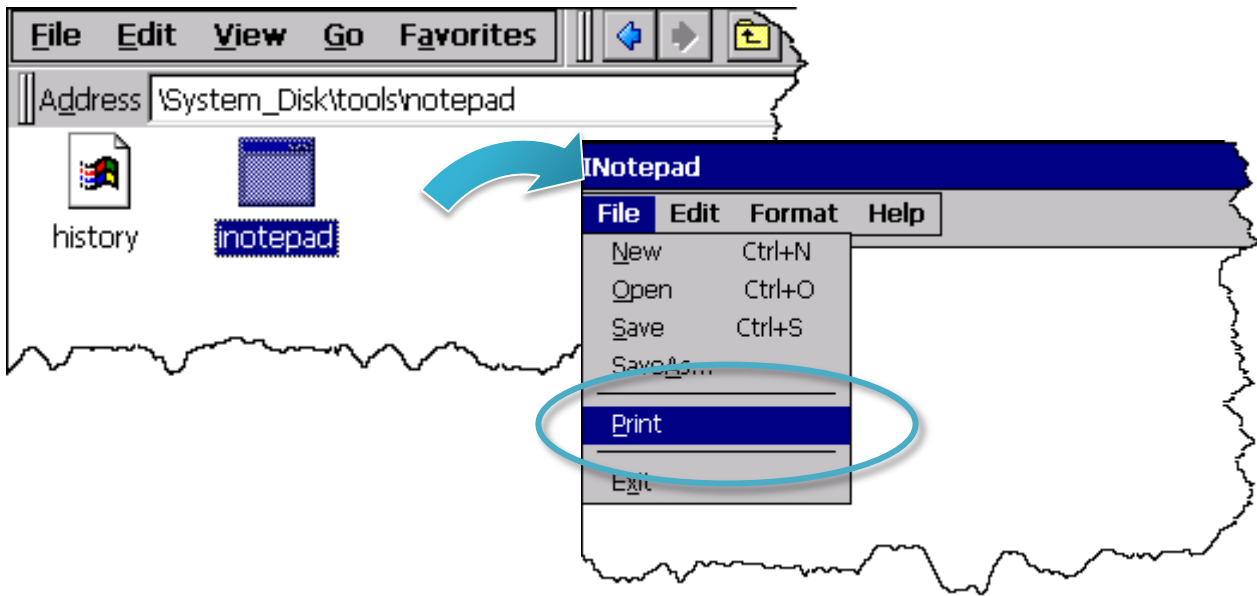 File Edit View Go Favorites
Address \System_Disk\tools\notepad
history inotepad
INotepad
File Edit Format Help
New Ctrl+N
Open Ctrl+O
Save Ctrl+S
SaveAs...
Print
Exit